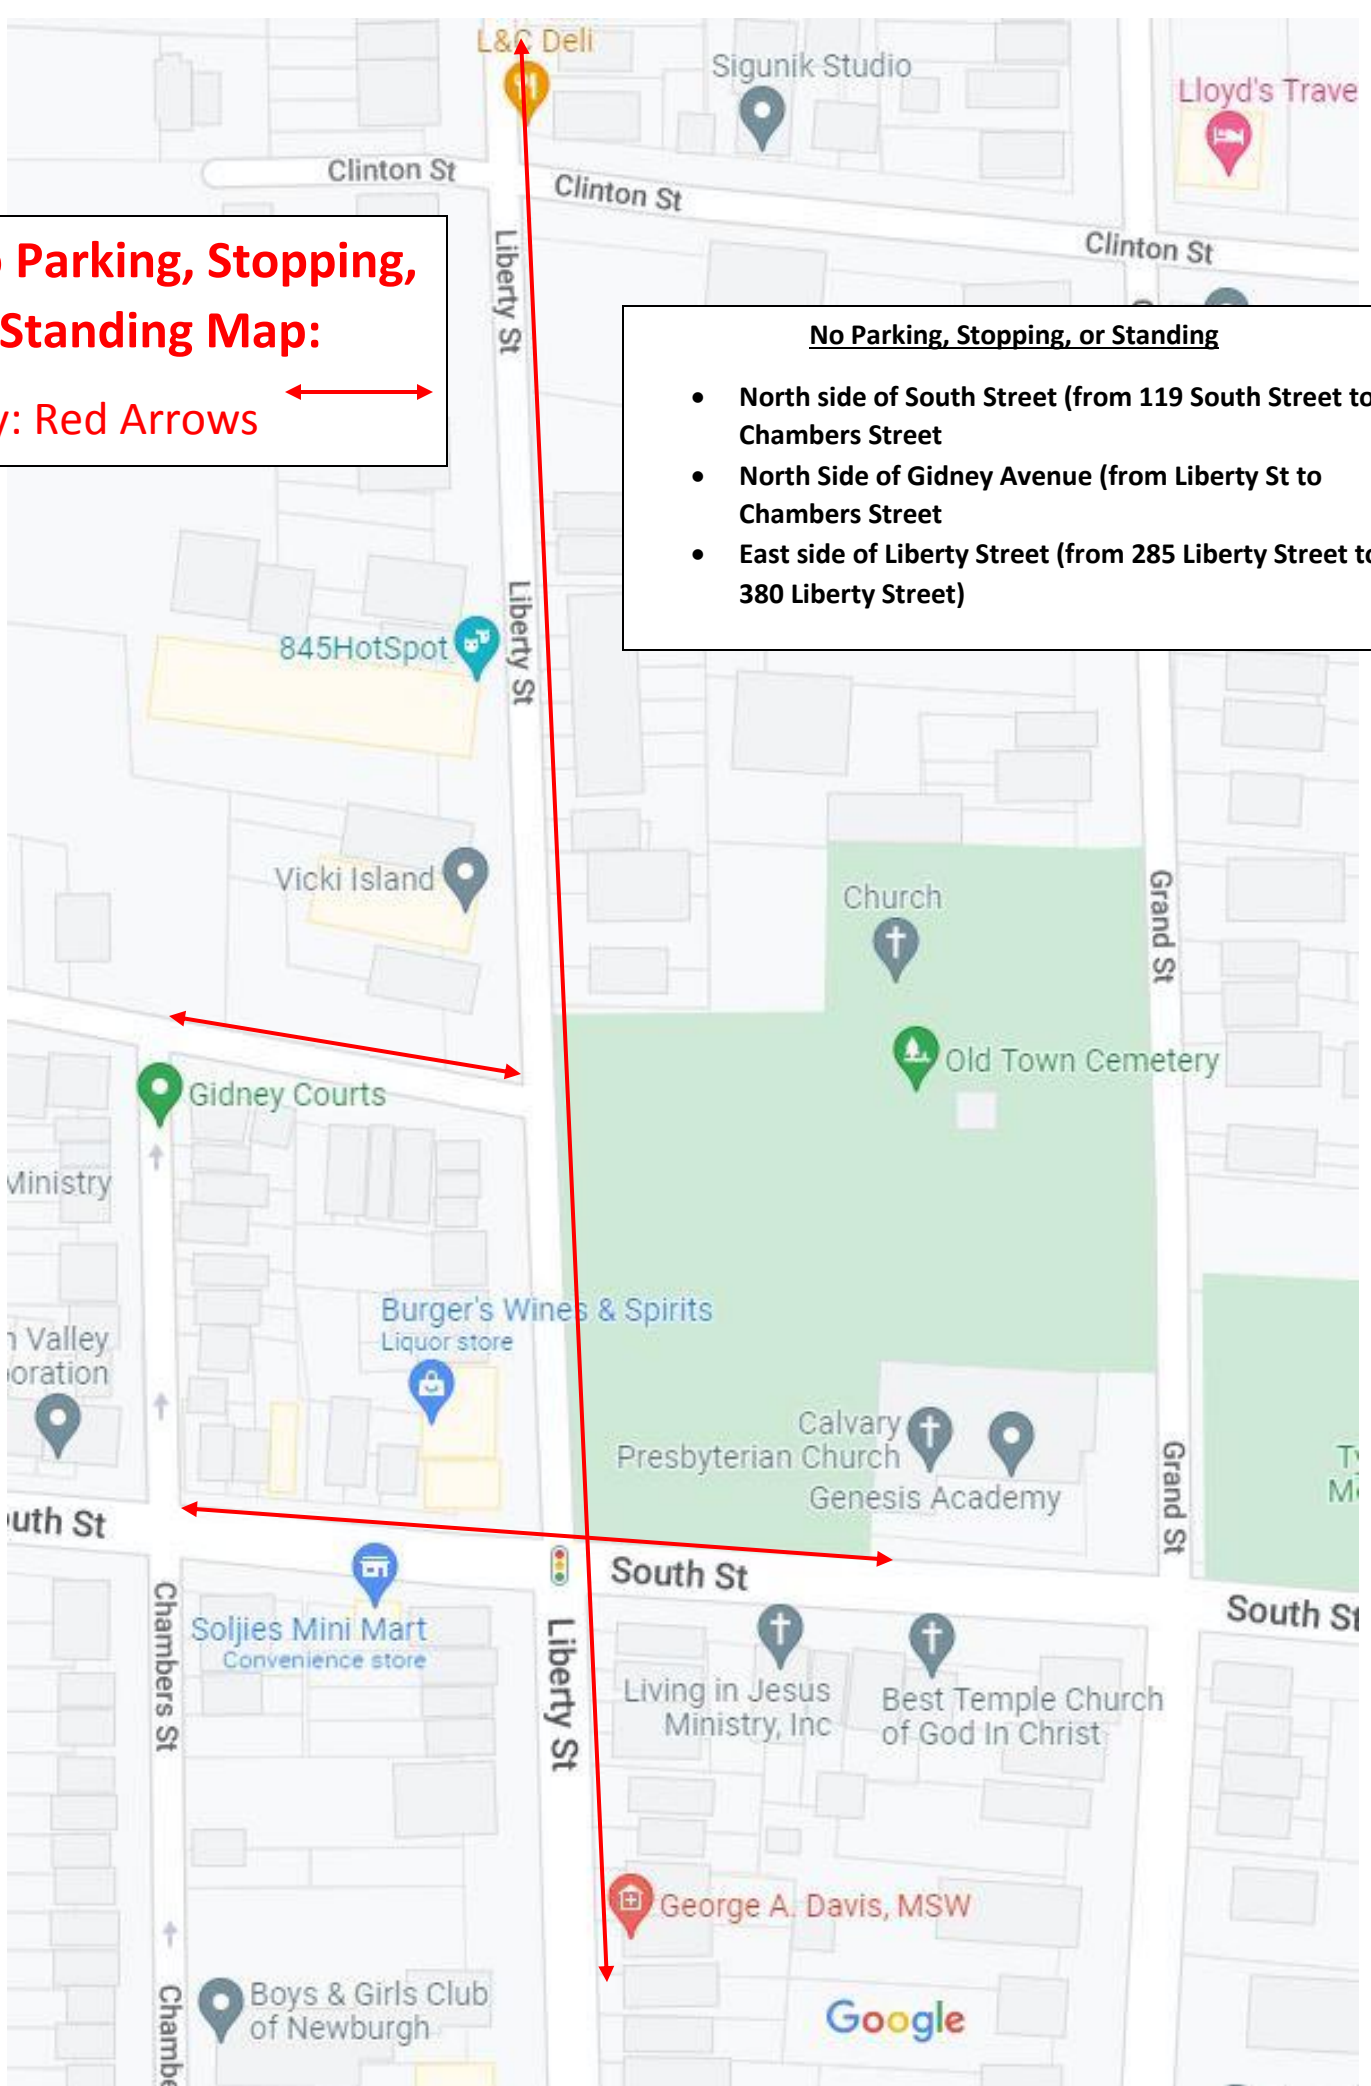 L&C Deli
Sigunik Studio
Lloyd's Trave
Clinton St
Clinton St
Clinton St
Parking, Stopping,
Standing Map:
y: Red Arrows
Liberty St
No Parking, Stopping, or Standing
• North side of South Street (from 119 South Street to
Chambers Street
• North Side of Gidney Avenue (from Liberty St to
Chambers Street
• East side of Liberty Street (from 285 Liberty Street to
380 Liberty Street)
Liberty St
845HotSpot
Vicki Island
Church
Grand St
Old Town Cemetery
Gidney Courts
Ministry
Burger's Wines & Spirits
Liquor store
Valley
oration
Calvary
Presbyterian Church
Genesis Academy
Grand St
uth St
South St
South St
Soljies Mini Mart
Convenience store
Chambers St
Liberty St
Living in Jesus
Ministry, Inc
Best Temple Church
of God In Christ
George A. Davis, MSW
Boys & Girls Club
of Newburgh
Chambe
Google